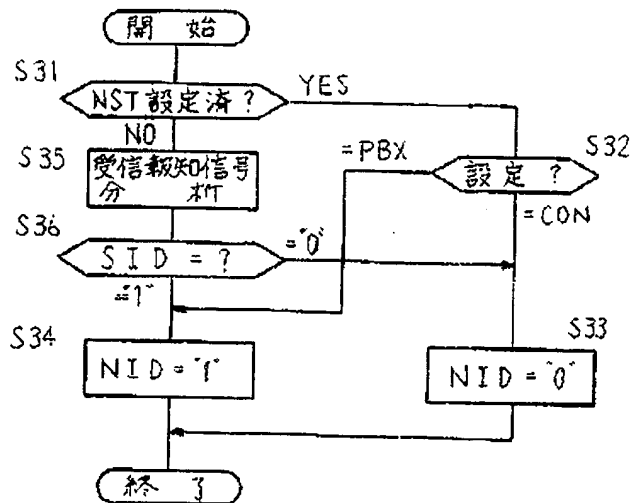 開始
S31
NST設定済?
YES
NO
S35
受信報知信号
分析
=PBX
S32
設定?
=CON
S36
SID=?
="0"
="1"
S34
NID="1"
S33
NID="0"
終了